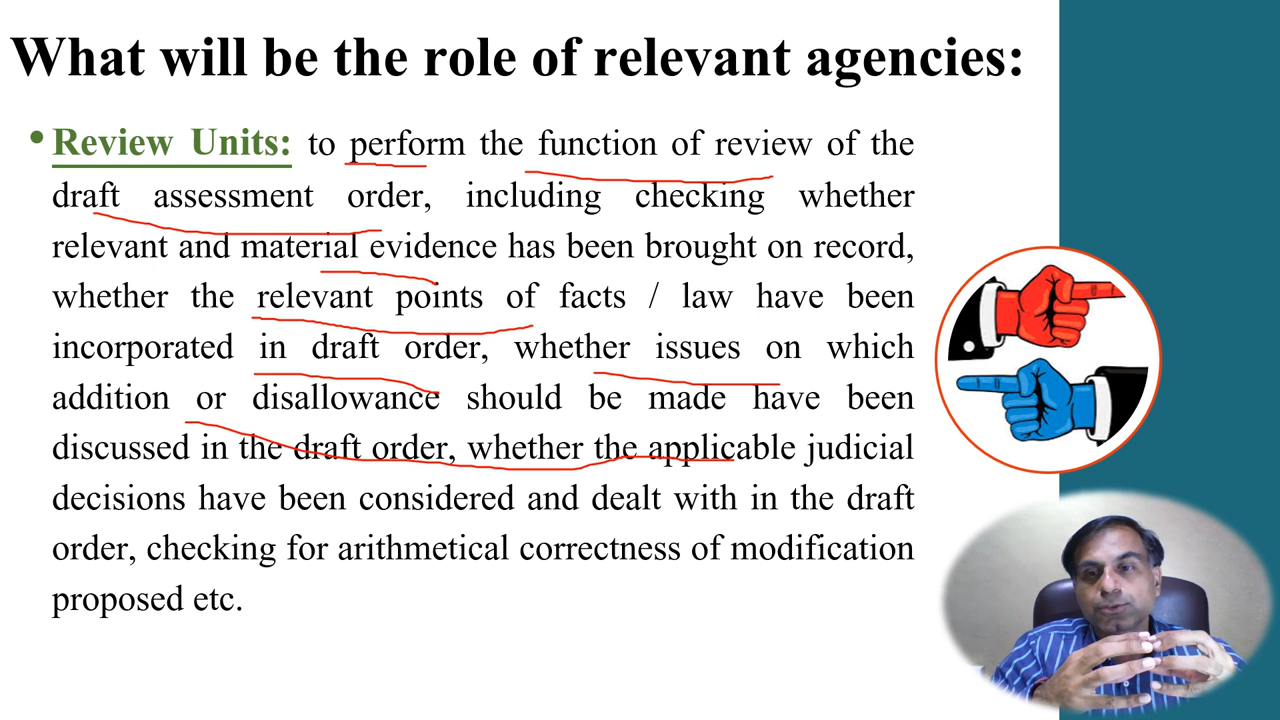 What will be the role of relevant agencies:
• Review Units: to perform the function of review of the
draft assessment order, including checking whether
relevant and material evidence has been brought on record,
whether the relevant points of facts / law have been
incorporated in draft order, whether issues on which
addition or disallowance should be made have been
discussed in the draft order, whether the applicable judicial
decisions have been considered and dealt with in the draft
order, checking for arithmetical correctness of modification
proposed etc.